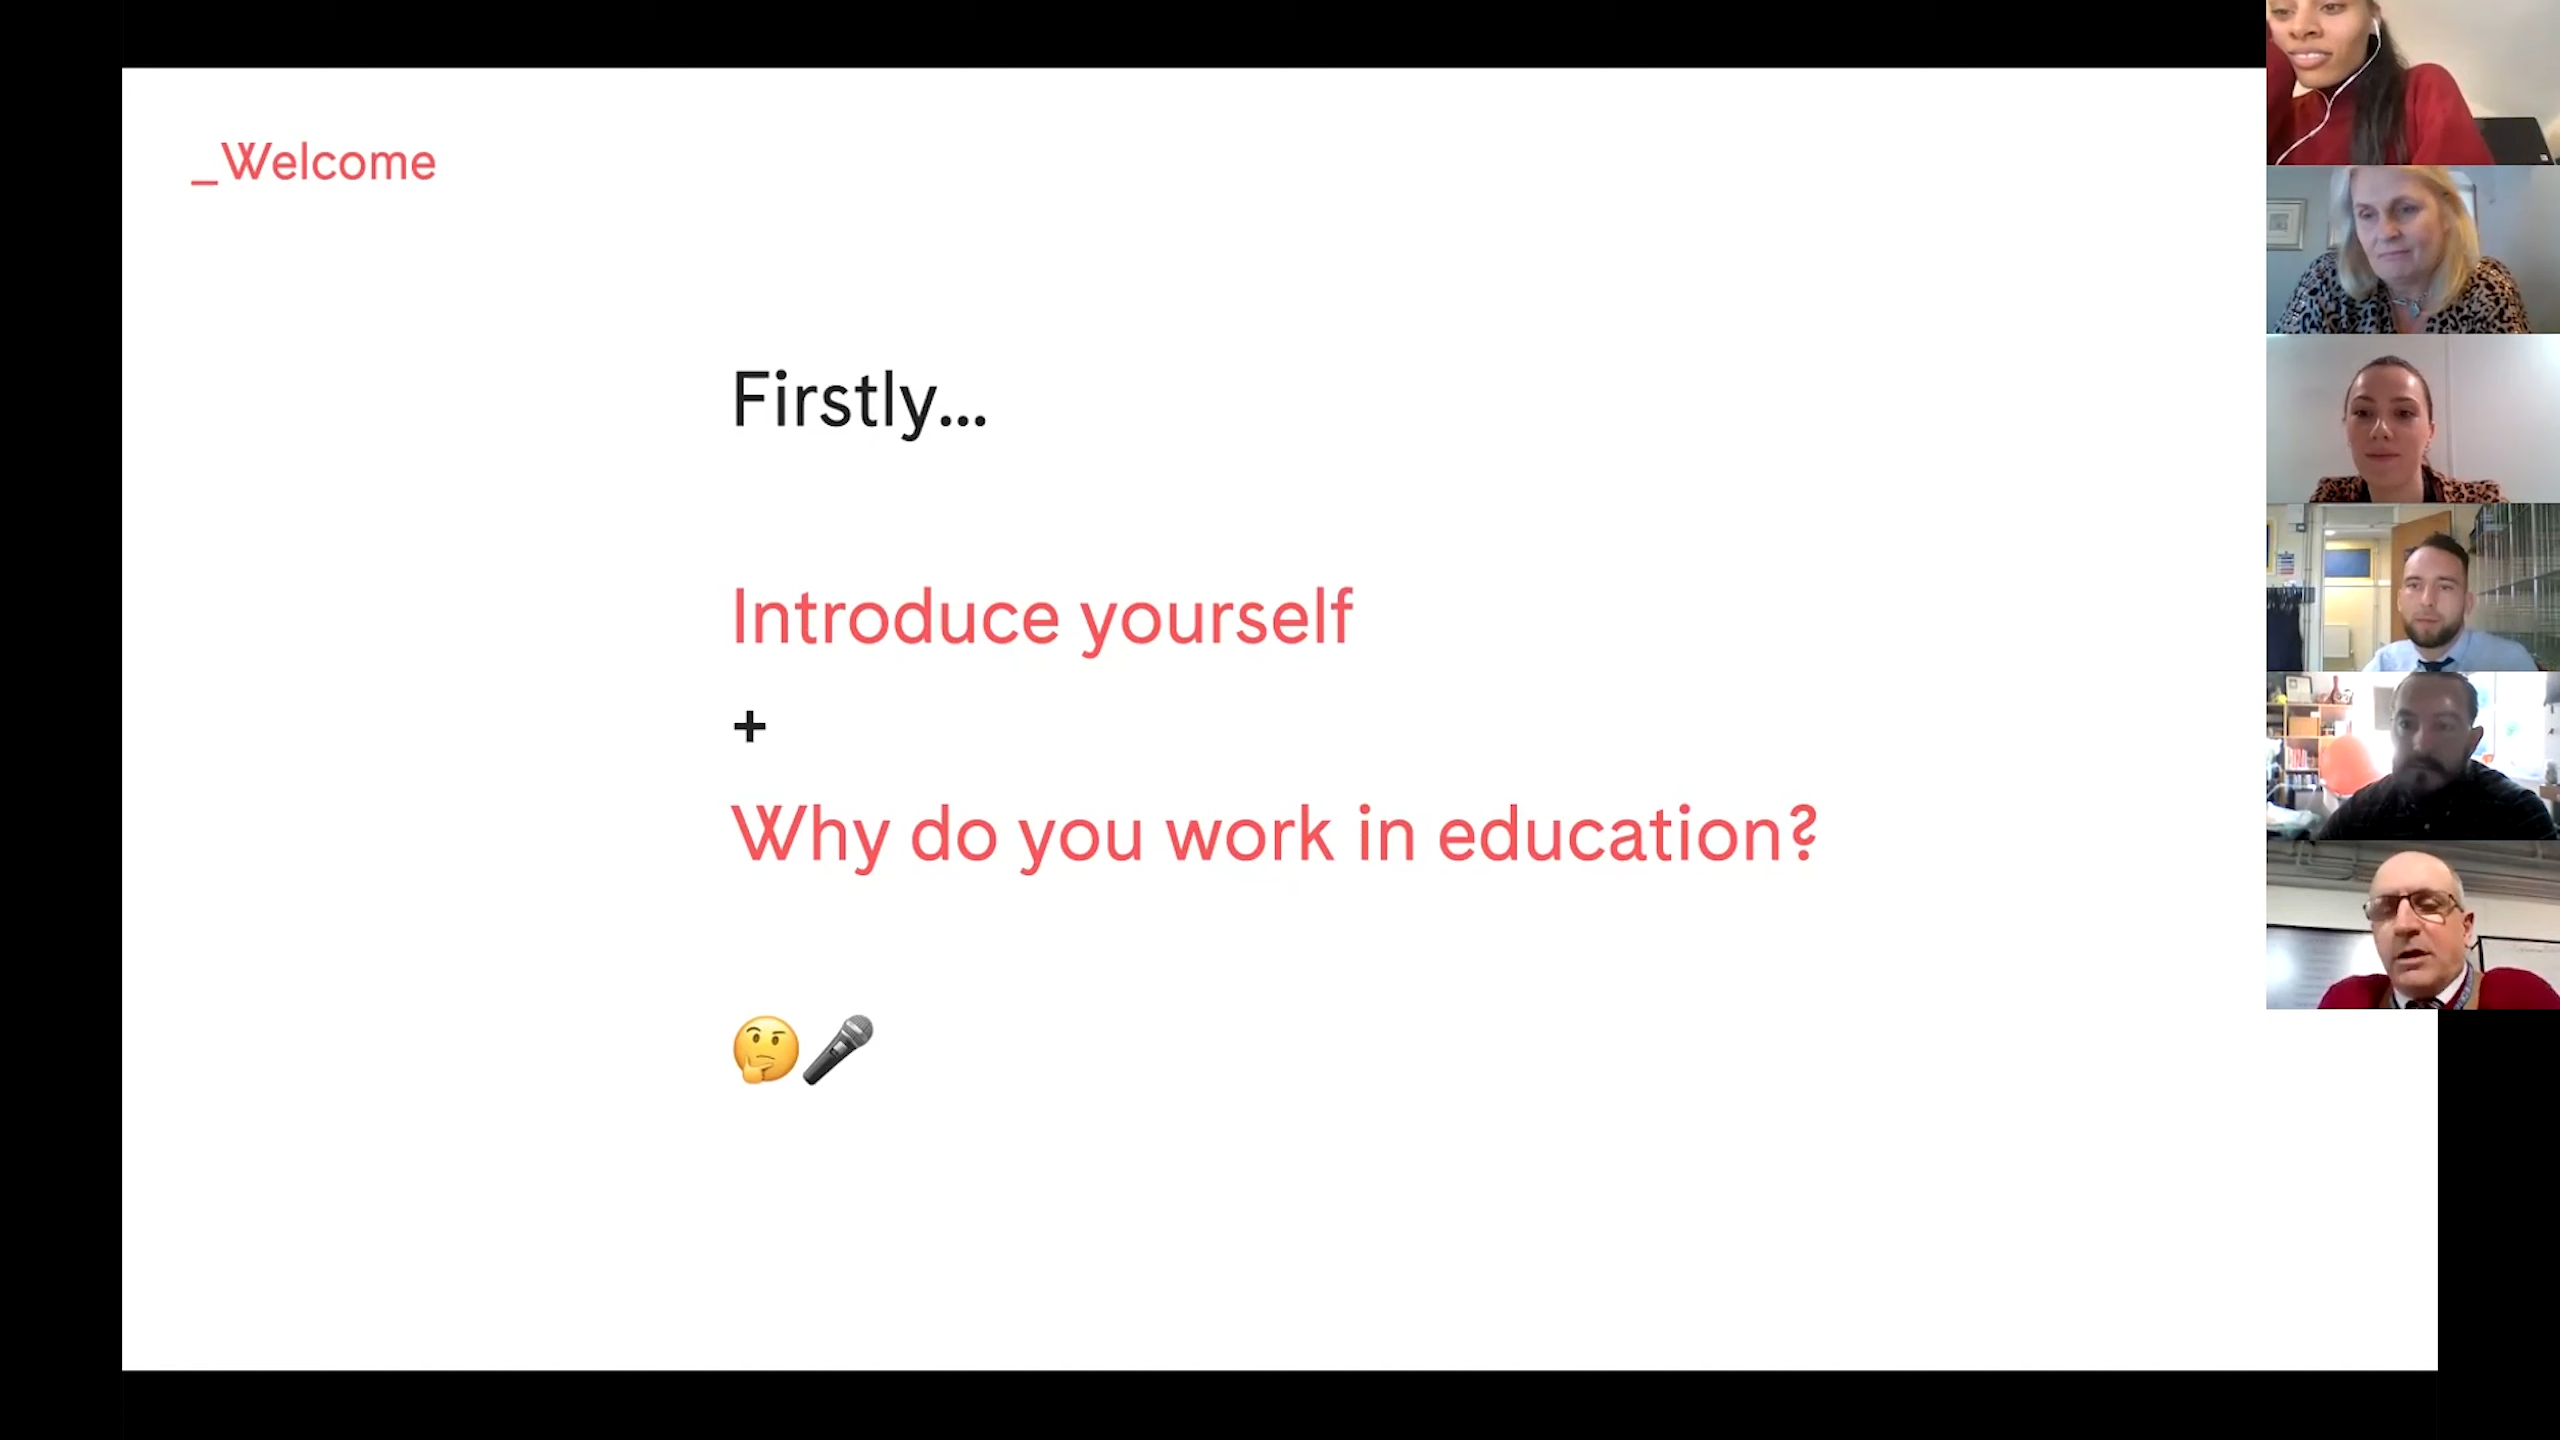 _Welcome
Firstly...
Introduce yourself
+
Why do you work in education?
🤔🎤